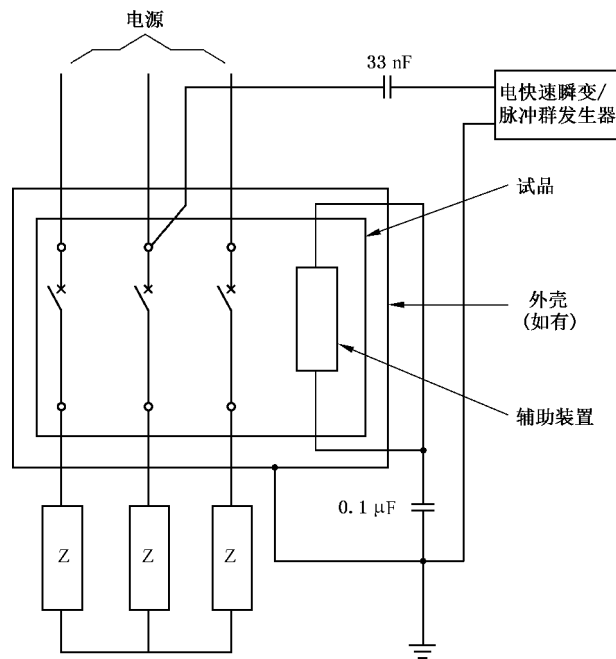 电源
33 nF
电快速瞬变/
脉冲群发生器
试品
外壳
(如有)
辅助装置
0.1 μF
Z
Z
Z